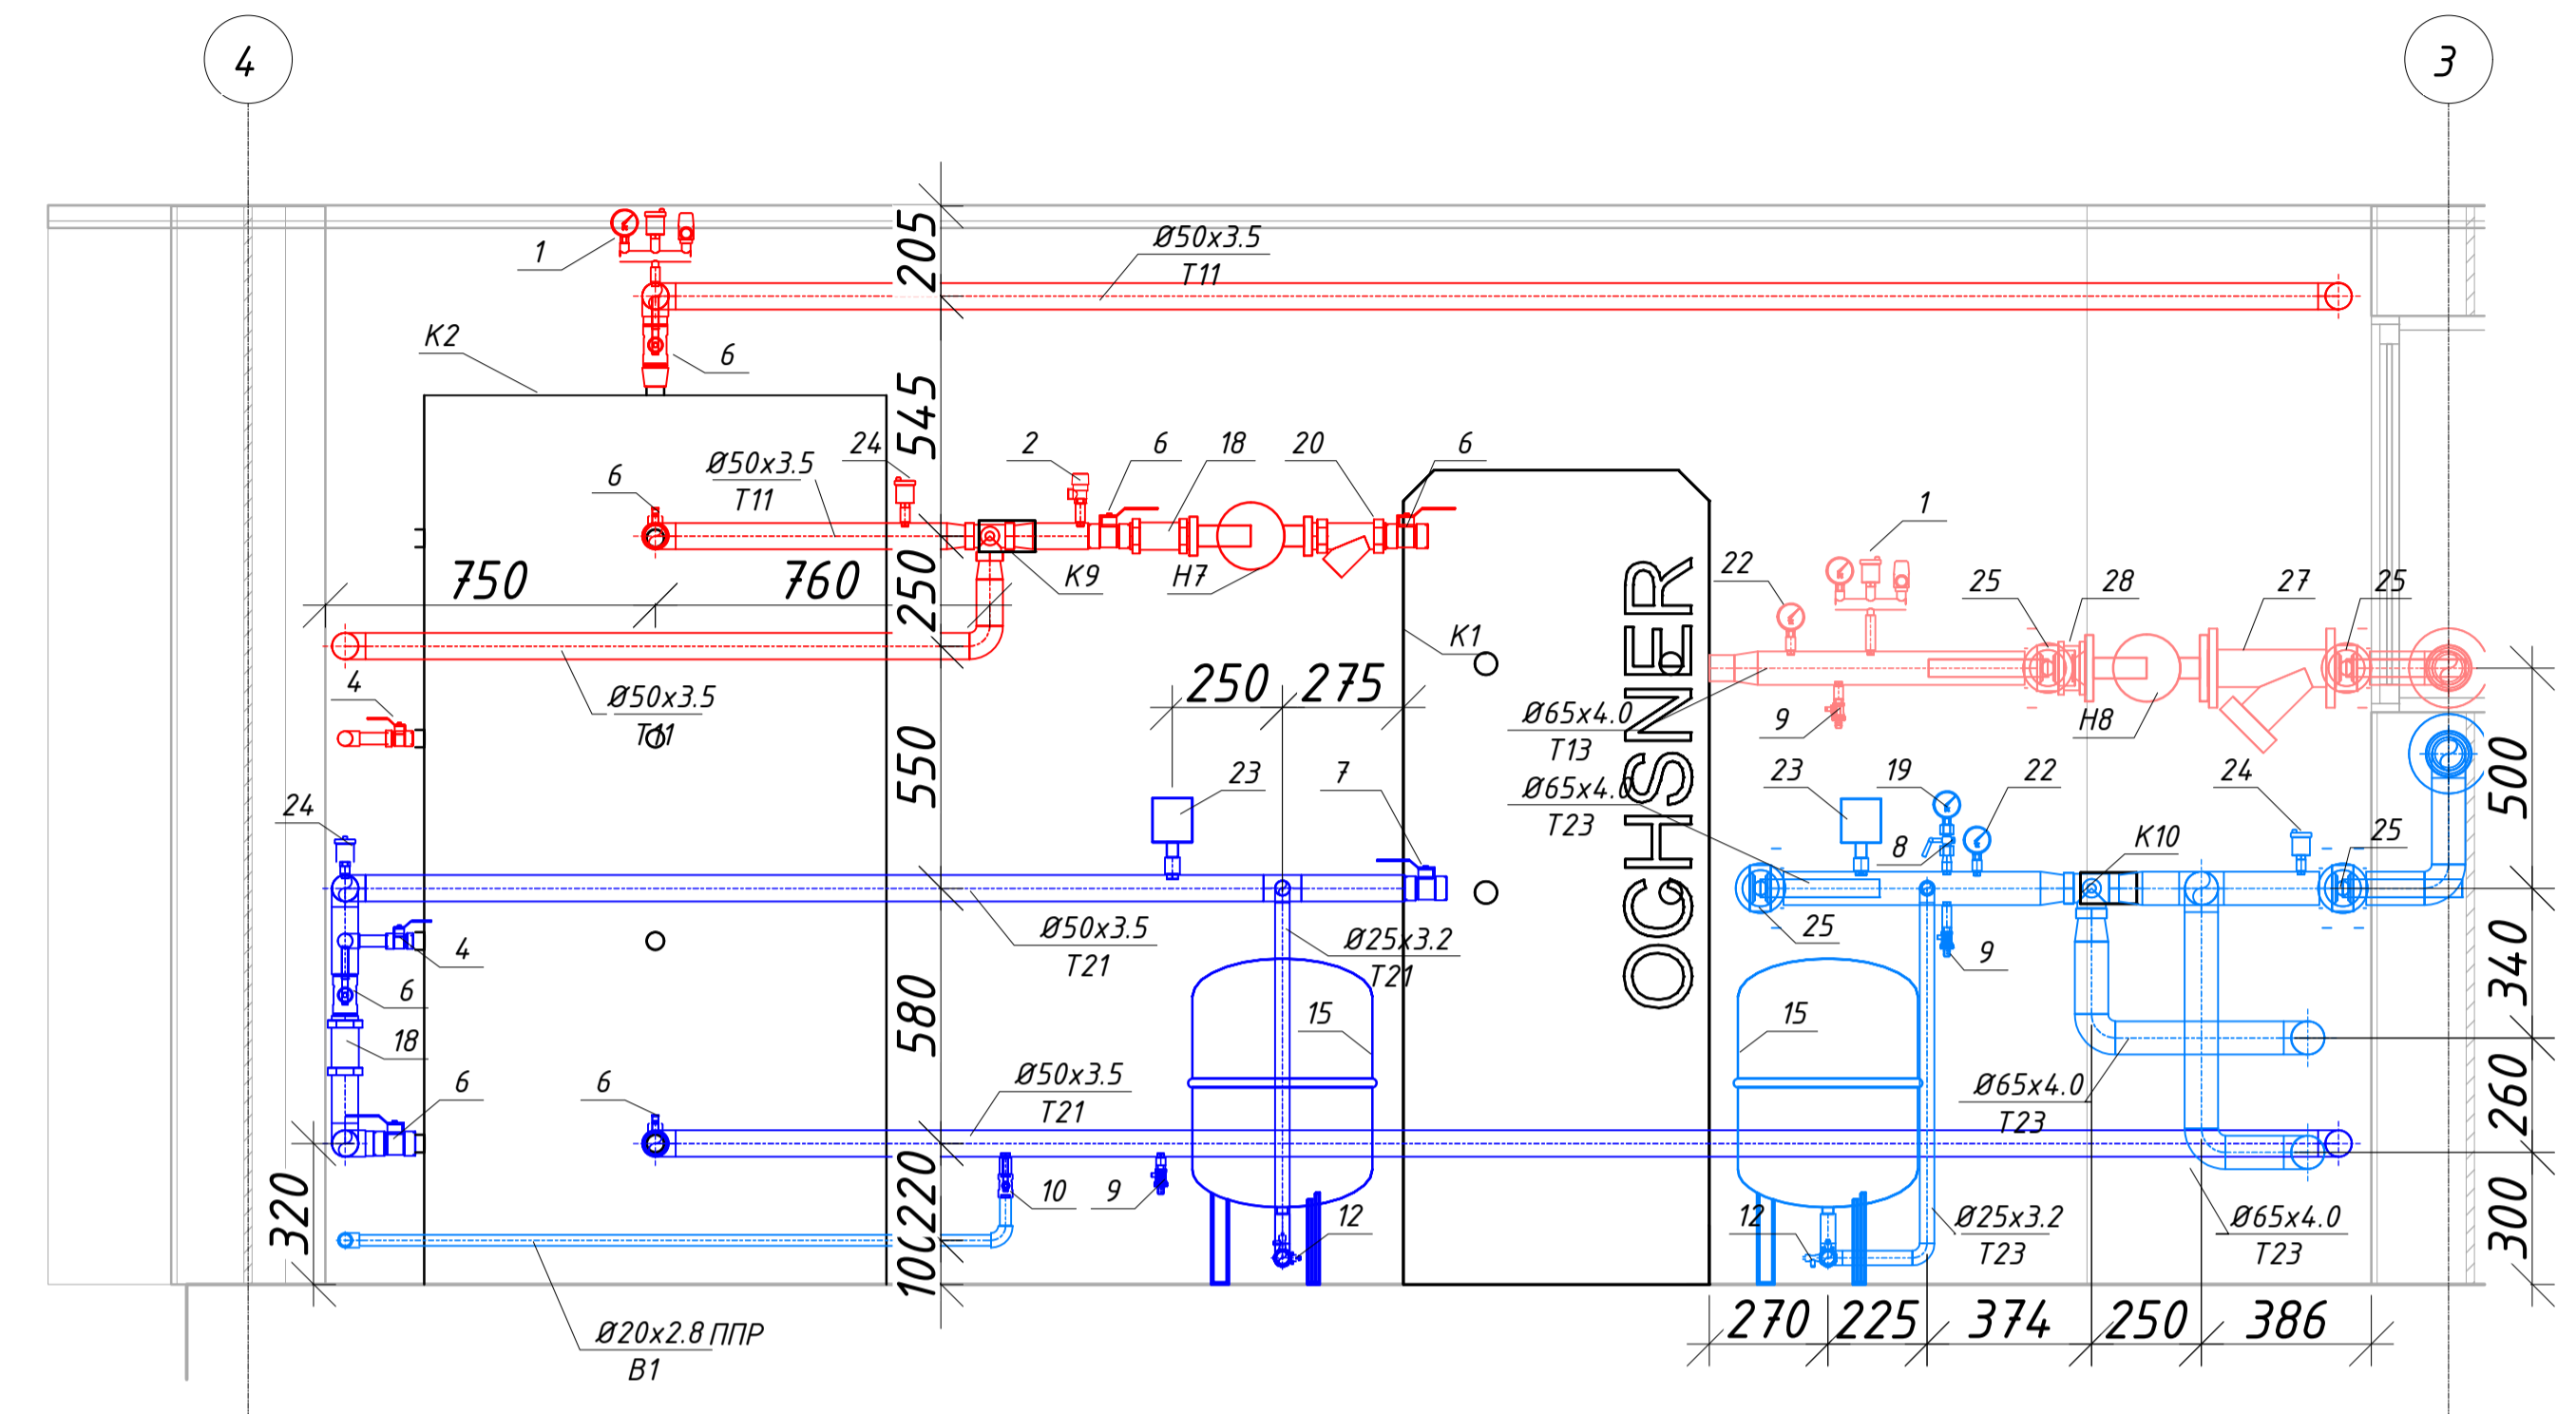 4
3
1
Ø50x3.5
T11
205
K2
6
545
6
Ø50x3.5
T11
24
2
6
18
20
6
750
760
250
K9
H7
1
22
25
28
27
25
K1
4
Ø50x3.5
T11
250
275
OCHSNER
Ø65x4.0
T13
9
H8
550
24
23
7
Ø65x4.0
T23
23
19
22
8
24
K10
25
500
4
6
18
Ø50x3.5
T21
Ø25x3.2
T21
25
9
340
580
15
15
6
6
Ø50x3.5
T21
Ø65x4.0
T23
260
320
220
100
10
9
12
12
Ø25x3.2
T23
Ø65x4.0
T23
300
Ø20x2.8 ППР
B1
270
225
374
250
386